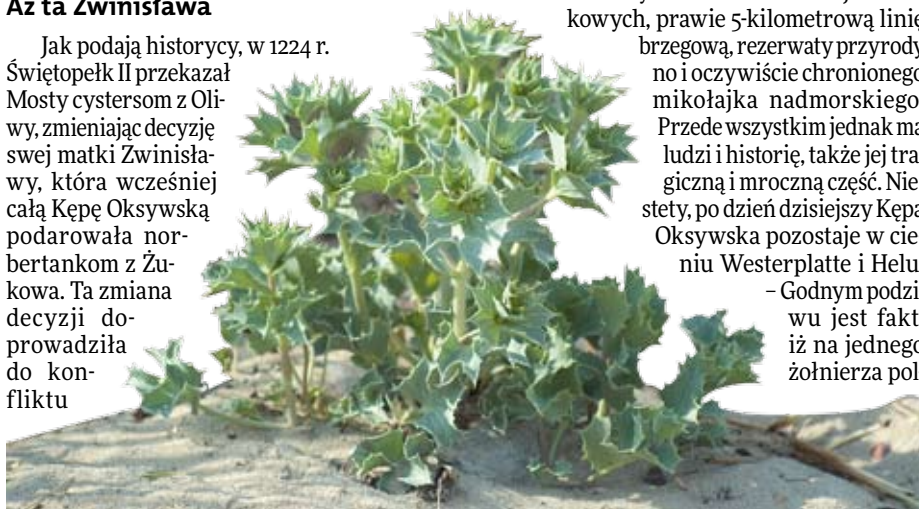 Aż ta Zwinisława
Jak podają historycy, w 1224 r.
Świętopełk II przekazał
Mosty cystersom z Oli-
wy, zmieniając decyzję
swej matki Zwinisła-
wy, która wcześniej
całą Kępę Oksywską
podarowała nor-
bertankom z Żu-
kowa. Ta zmiana
decyzji do-
prowadziła
do kon-
fliktu
kowych, prawie 5-kilometrową linię
brzegową, rezerwaty przyrody
no i oczywiście chronionego
mikołajka nadmorskiego
Przede wszystkim jednak ma
ludzi i historię, także jej tra
giczną i mroczną część. Nie
stety, po dzień dzisiejszy Kępa
Oksywska pozostaje w cie
niu Westerplatte i Helu
– Godnym podzi
wu jest fakt
iż na jednego
żołnierza pol